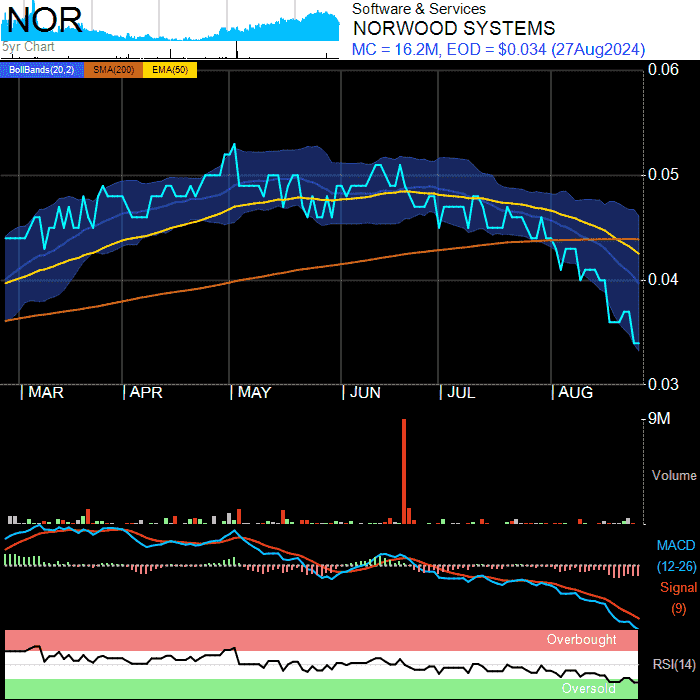 NOR
5yr Chart
Software & Services
NORWOOD SYSTEMS
MC = 16.2M, EOD = $0.034 (27Aug2024)
BollBands(20,2) SMA(200) EMA(50)
0.06
0.05
0.04
0.03
MAR APR MAY JUN JUL AUG
9M
Volume
MACD
(12-26)
Signal
(9)
Overbought
RSI(14)
Oversold